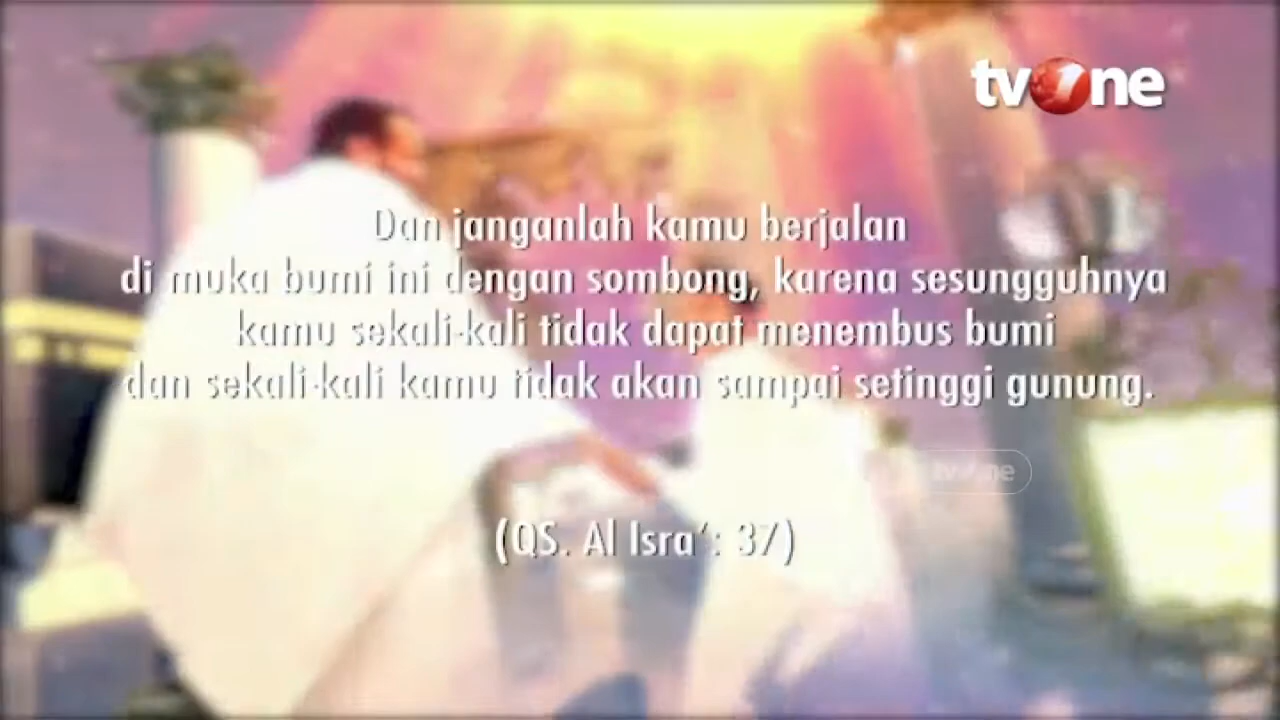 tvOne
Dan janganlah kamu berjalan
di muka bumi ini dengan sombong, karena sesungguhnya
kamu sekali-kali tidak dapat menembus bumi
dan sekali-kali kamu tidak akan sampai setinggi gunung.
tvOne
(QS. Al Isra': 37)